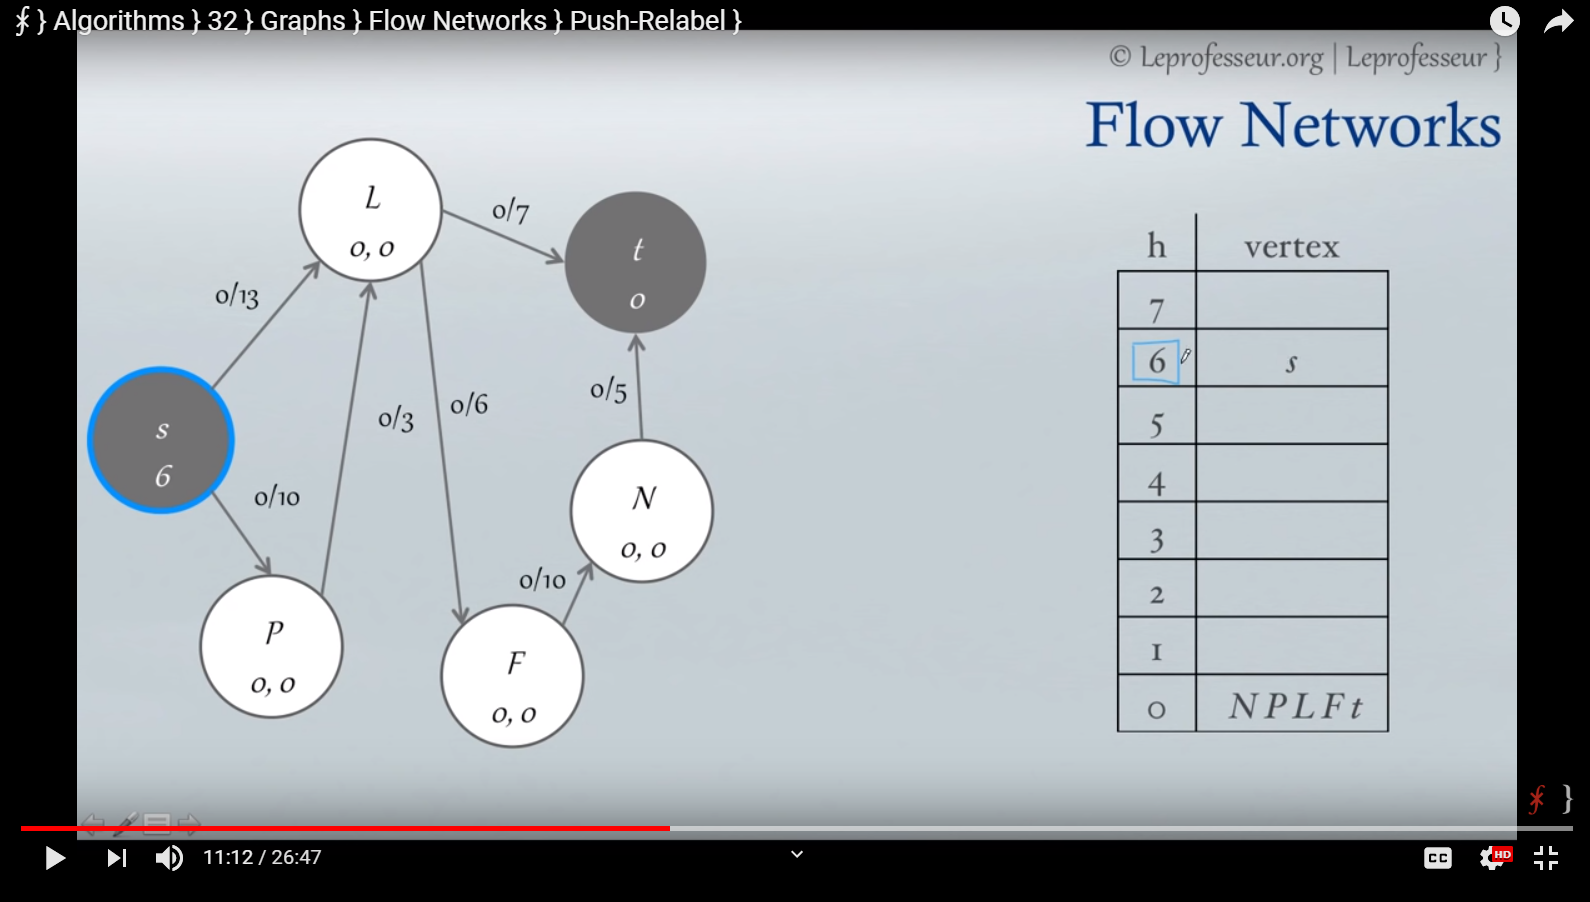 ∱ } Algorithms } 32 } Graphs } Flow Networks } Push-Relabel }
© Leprofesseur.org | Leprofesseur }
Flow Networks
L
0, 0
0/7
t
0
0/13
s
6
0/3
0/6
0/5
0/10
N
0, 0
0/10
P
0, 0
F
0, 0
h vertex
7
6 s
5
4
3
2
1
0 N P L F t
∱ }
11:12 / 26:47
CC
HD